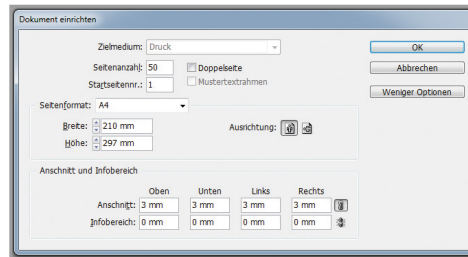 Dokument einrichten
Zielmedium: Druck
Seitenanzahl: 50
Doppelseite
Startseitennr.: 1
Mustertextrahmen
OK
Abbrechen
Weniger Optionen
Seitenformat: A4
Breite: 210 mm
Höhe: 297 mm
Ausrichtung:
Anschnitt und Infobereich
Oben Unten Links Rechts
Anschnitt: 3 mm 3 mm 3 mm 3 mm
Infobereich: 0 mm 0 mm 0 mm 0 mm